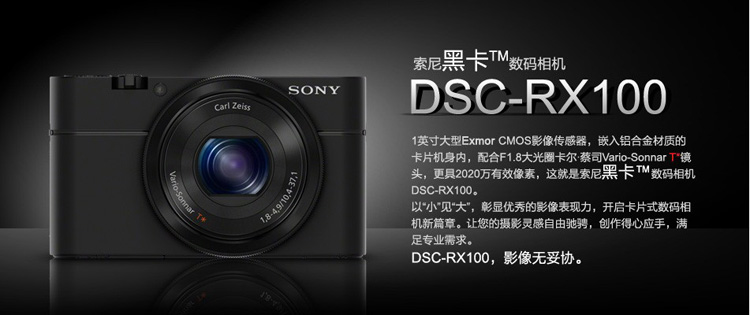 SONY
Carl Zeiss
Vario-Sonnar T*
1,8-4,9/10,4-37,1
索尼黑卡™数码相机
DSC-RX100
1英寸大型Exmor CMOS影像传感器，嵌入铝合金材质的
卡片机身内，配合F1.8大光圈卡尔·蔡司Vario-Sonnar T*镜
头，更具2020万有效像素，这就是索尼黑卡™数码相机
DSC-RX100。
以“小”见“大”，彰显优秀的影像表现力，开启卡片式数码相
机新篇章。让您的摄影灵感自由驰骋，创作得心应手，满
足专业需求。
DSC-RX100，影像无妥协。